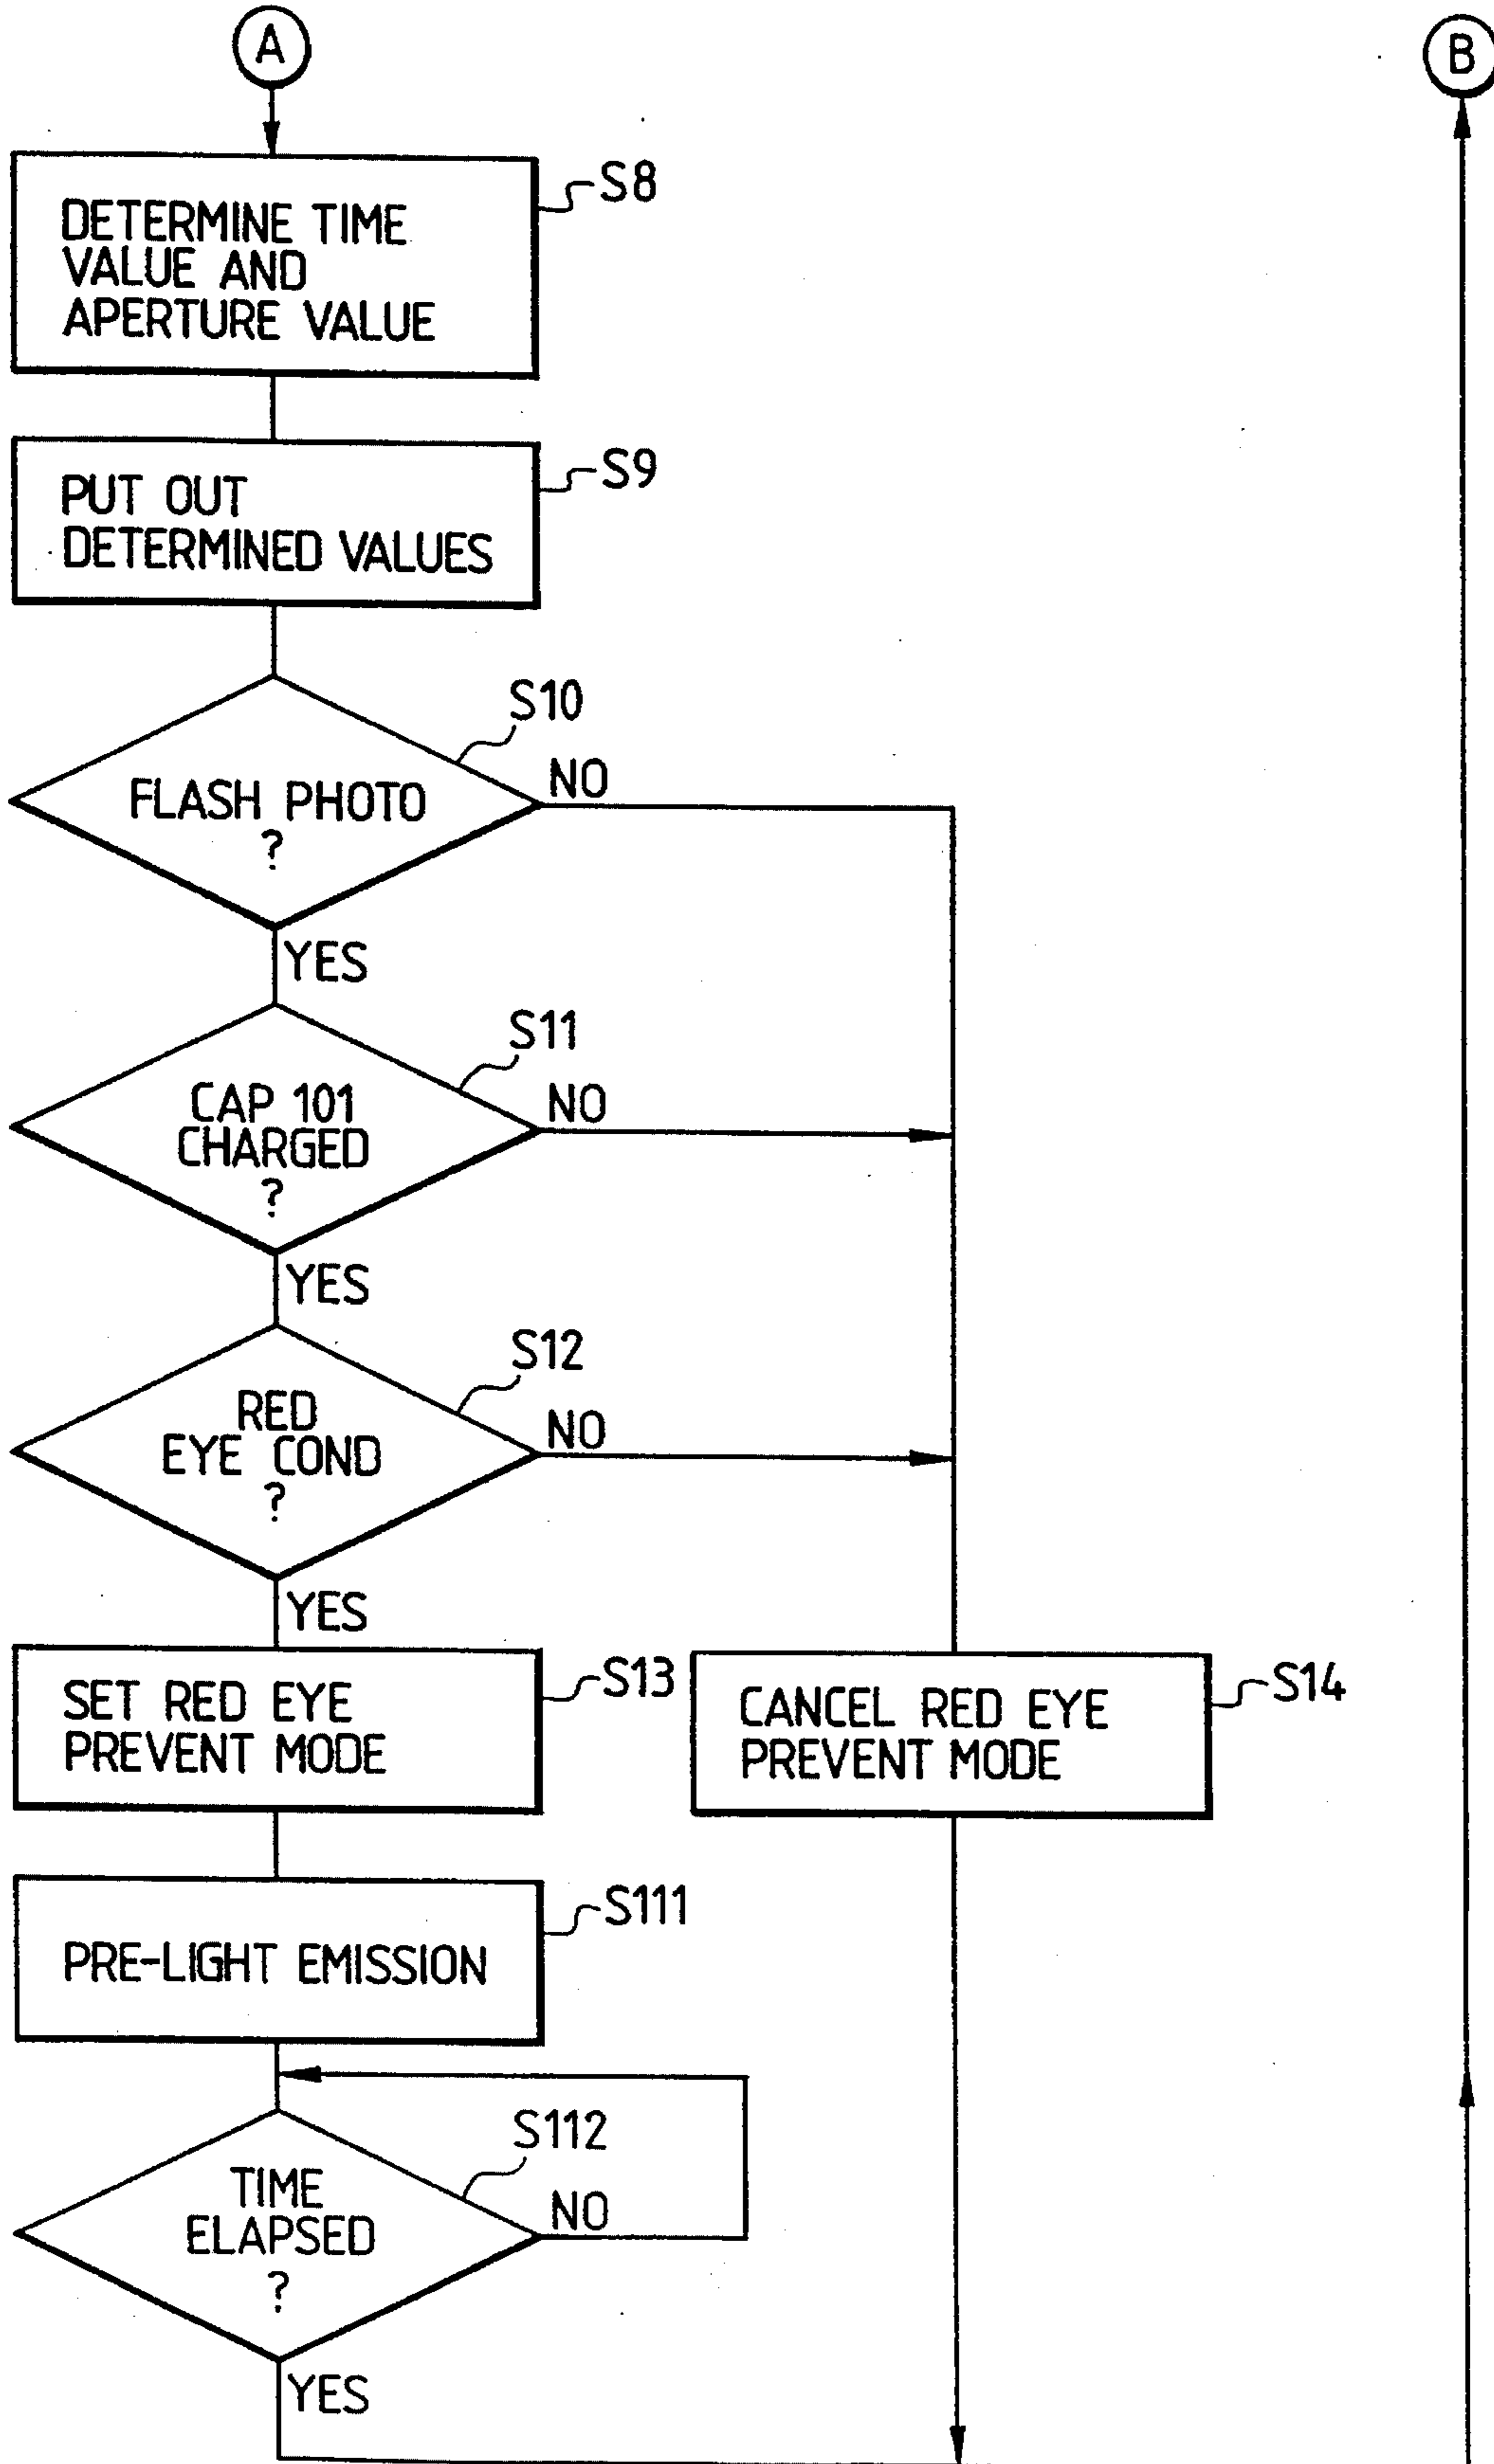 A
B
S8
DETERMINE TIME
VALUE AND
APERTURE VALUE
S9
PUT OUT
DETERMINED VALUES
S10
FLASH PHOTO
?
NO
YES
S11
CAP 101
CHARGED
?
NO
YES
S12
RED
EYE COND
?
NO
YES
S13
SET RED EYE
PREVENT MODE
S14
CANCEL RED EYE
PREVENT MODE
S111
PRE-LIGHT EMISSION
S112
TIME
ELAPSED
?
NO
YES